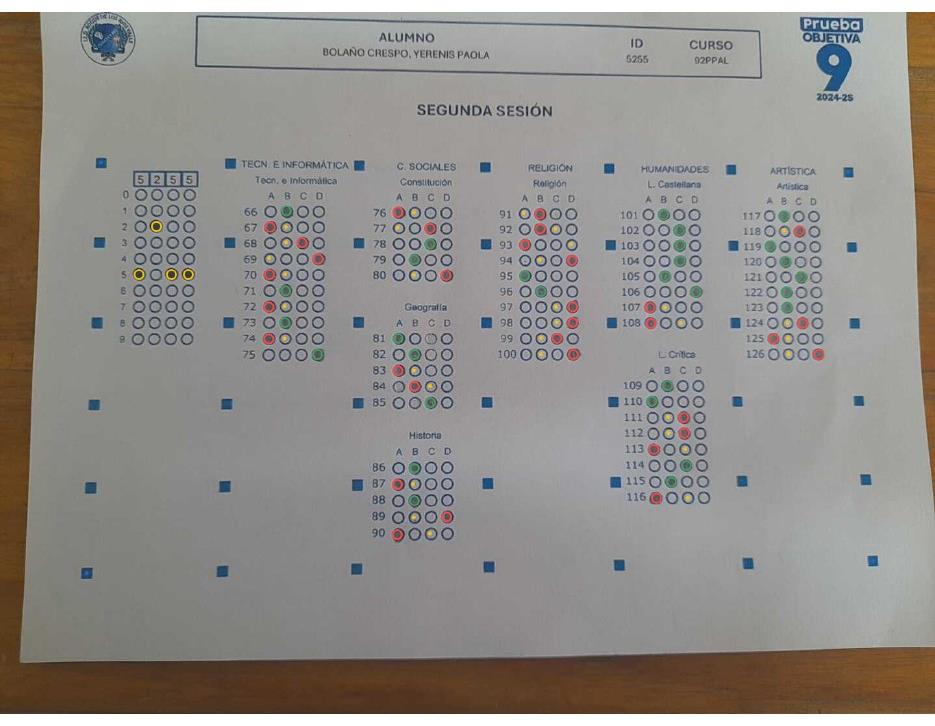 ALUMNO
BOLAÑO CRESPO, YERENIS PAOLA
ID
5255
CURSO
92PPAL
Prueba
OBJETIVA
9
2024-25
SEGUNDA SESIÓN
5 2 5 5
0
1
2
3
4
5
6
7
8
9
TECN. E INFORMÁTICA
Tecn. e Informática
A B C D
66
67
68
69
70
71
72
73
74
75
C. SOCIALES
Constitución
A B C D
76
77
78
79
80
Geografía
A B C D
81
82
83
84
85
Historia
A B C D
86
87
88
89
90
RELIGIÓN
Religión
A B C D
91
92
93
94
95
96
97
98
99
100
HUMANIDADES
L. Castellana
A B C D
101
102
103
104
105
106
107
108
L. Crítica
A B C D
109
110
111
112
113
114
115
116
ARTÍSTICA
Artística
A B C D
117
118
119
120
121
122
123
124
125
126